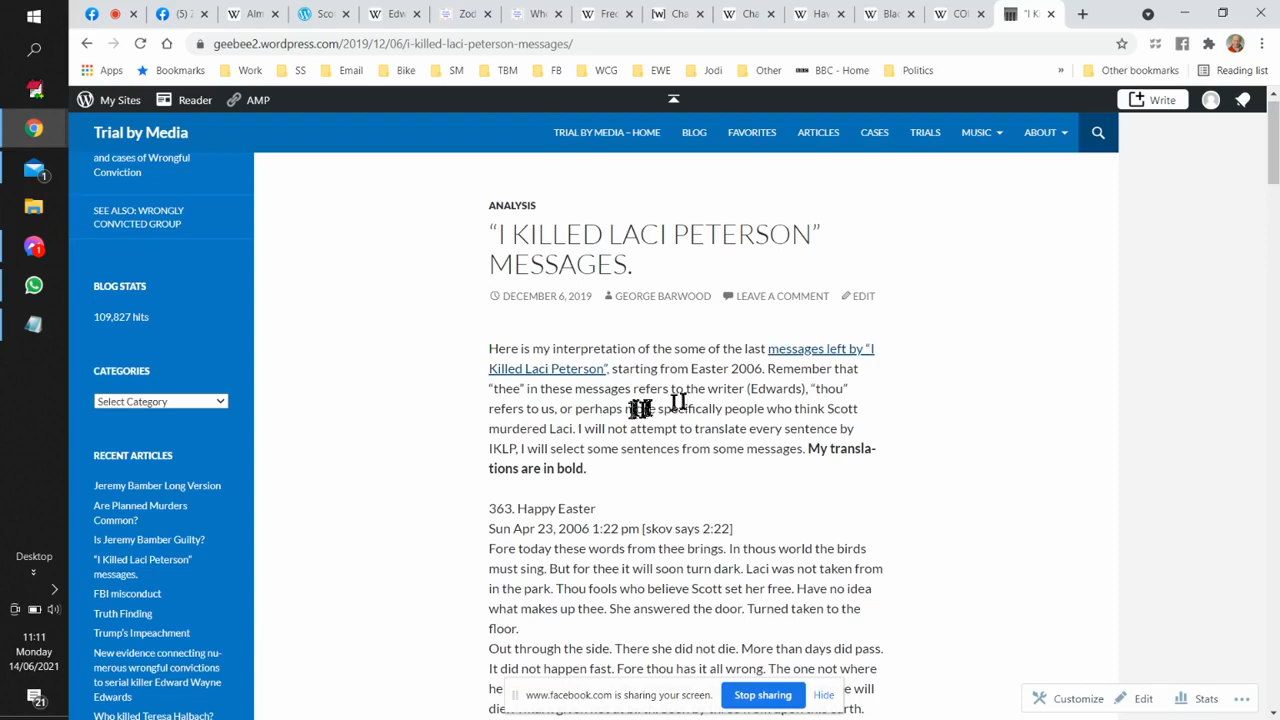 Alm
Sco
Edw
Zod
Whe
Fred
Cha
Cha
Hav
Blac
COI
"I K
geebee2.wordpress.com/2019/12/06/i-killed-laci-peterson-messages/
Apps Bookmarks Work SS Email Bike SM TBM FB WCG EWE Jodi Other BBC - Home Politics » Other bookmarks Reading list
My Sites Reader AMP Write
Trial by Media TRIAL BY MEDIA – HOME BLOG FAVORITES ARTICLES CASES TRIALS MUSIC ABOUT
and cases of Wrongful
Conviction
SEE ALSO: WRONGLY
CONVICTED GROUP
BLOG STATS
109,827 hits
CATEGORIES
Select Category
RECENT ARTICLES
Jeremy Bamber Long Version
Are Planned Murders
Common?
Is Jeremy Bamber Guilty?
"I Killed Laci Peterson"
messages.
FBI misconduct
Truth Finding
Trump's Impeachment
New evidence connecting nu-
merous wrongful convictions
to serial killer Edward Wayne
Edwards
Who killed Teresa Halbach?
ANALYSIS
“I KILLED LACI PETERSON”
MESSAGES.
DECEMBER 6, 2019 GEORGE BARWOOD LEAVE A COMMENT EDIT
Here is my interpretation of the some of the last messages left by “I
Killed Laci Peterson”, starting from Easter 2006. Remember that
“thee” in these messages refers to the writer (Edwards), “thou”
refers to us, or perhaps specifically people who think Scott
murdered Laci. I will not attempt to translate every sentence by
IKLP, I will select some sentences from some messages. My transla-
tions are in bold.
363. Happy Easter
Sun Apr 23, 2006 1:22 pm [skov says 2:22]
Fore today these words from thee brings. In thous world the birds
must sing. But for thee it will soon turn dark. Laci was not taken from
in the park. Thou fools who believe Scott set her free. Have no idea
what makes up thee. She answered the door. Turned taken to the
floor.
Out through the side. There she did not die. More than days did pass.
It did not happen fast. Fore thou has it all wrong. The one not where
www.facebook.com is sharing your screen. Stop sharing Hide
Customize Edit Stats
Desktop
11:11
Monday
14/06/2021
21